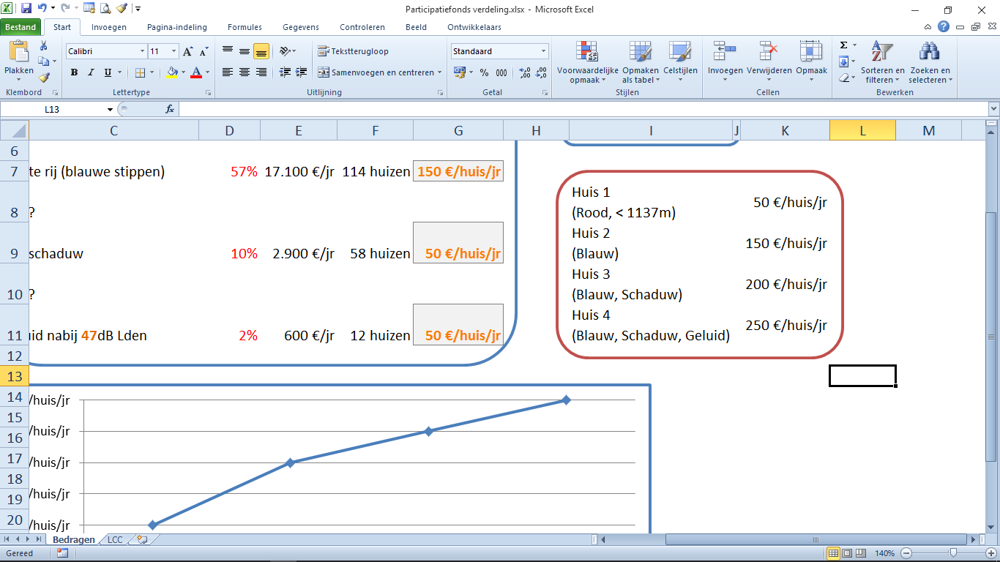 Participatiefonds verdeling.xlsx - Microsoft Excel
Bestand Start Invoegen Pagina-indeling Formules Gegevens Controleren Beeld Ontwikkelaars
Plakken
Klembord
Calibri 11
B I U
Lettertype
Tekstterugloop
Samenvoegen en centreren
Uitlijning
Standaard
% 000
Getal
Voorwaardelijke opmaak
Opmaken als tabel
Celstijlen
Stijlen
Invoegen Verwijderen Opmaak
Cellen
Sorteren en filteren
Zoeken en selecteren
Bewerken
L13 fx
C D E F G H I J K L M
6
7 te rij (blauwe stippen) 57% 17.100 €/jr 114 huizen 150 €/huis/jr
8 ?
9 schaduw 10% 2.900 €/jr 58 huizen 50 €/huis/jr
10 ?
11 uid nabij 47dB Lden 2% 600 €/jr 12 huizen 50 €/huis/jr
12
13
14
15
16
17
18
19
20
Huis 1
(Rood, < 1137m) 50 €/huis/jr
Huis 2
(Blauw) 150 €/huis/jr
Huis 3
(Blauw, Schaduw) 200 €/huis/jr
Huis 4
(Blauw, Schaduw, Geluid) 250 €/huis/jr
/huis/jr
/huis/jr
/huis/jr
/huis/jr
/huis/jr
Bedragen LCC
Gereed 140%